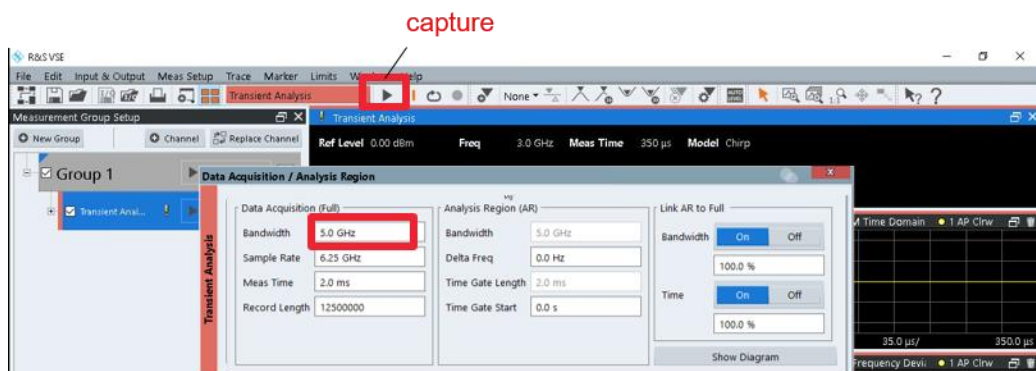 capture
R&S VSE
File Edit Input & Output Meas Setup Trace Marker Limits
Transient Analysis
None
Measurement Group Setup
Transient Analysis
New Group Channel Replace Channel
Ref Level 0.00 dBm Freq 3.0 GHz Meas Time 350 µs Model Chirp
Group 1
Data Acquisition / Analysis Region
Transient Anal...
Transient Analysis
Data Acquisition (Full)
Bandwidth 5.0 GHz
Sample Rate 6.25 GHz
Meas Time 2.0 ms
Record Length 12500000
Analysis Region (AR)
Bandwidth 5.0 GHz
Delta Freq 0.0 Hz
Time Gate Length 2.0 ms
Time Gate Start 0.0 s
Link AR to Full
Bandwidth On Off
100.0 %
Time On Off
100.0 %
Show Diagram
Time Domain 1 AP Clrw
35.0 µs/ 350.0 µs
Frequency Devi 1 AP Clrw